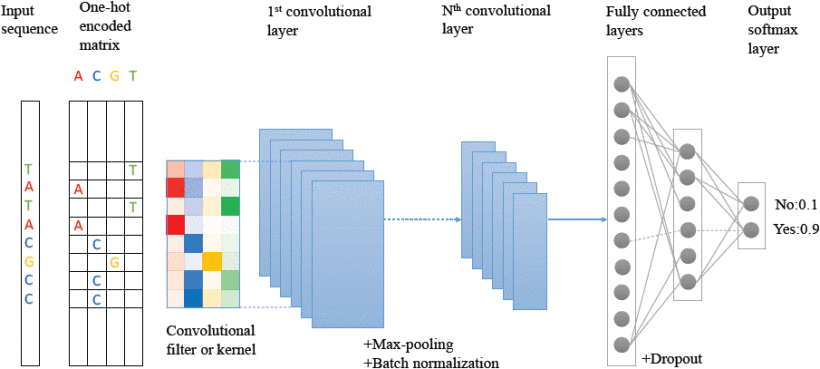 Input
sequence
One-hot
encoded
matrix
1st convolutional
layer
Nth convolutional
layer
Fully connected
layers
Output
softmax
layer
A C G T
T T
A A
T T
A A
C C
G G
C C
C C
No:0.1
Yes:0.9
Convolutional
filter or kernel
+Max-pooling
+Batch normalization
+Dropout